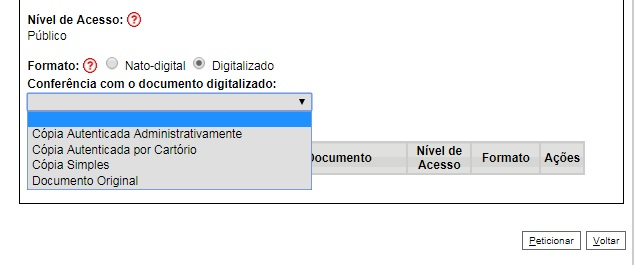 Nível de Acesso: ?
Público
Formato: ? Nato-digital Digitalizado
Conferência com o documento digitalizado:
Cópia Autenticada Administrativamente
Cópia Autenticada por Cartório
Cópia Simples
Documento Original
Documento Nível de Acesso Formato Ações
Peticionar Voltar